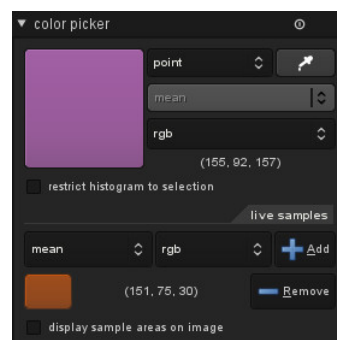 color picker
point
mean
rgb
(155, 92, 157)
restrict histogram to selection
live samples
mean rgb Add
(151, 75, 30) Remove
display sample areas on image